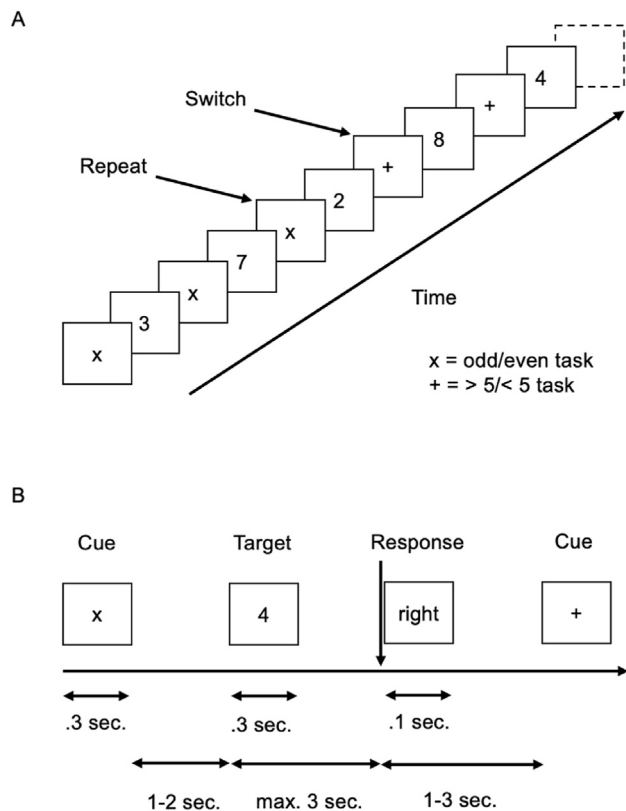 A
4
+
Switch
8
+
Repeat
2
x
7
x
Time
3
x
x = odd/even task
+ = > 5/< 5 task
B
Cue Target Response Cue
x 4 right +
.3 sec. .3 sec. .1 sec.
1-2 sec. max. 3 sec. 1-3 sec.